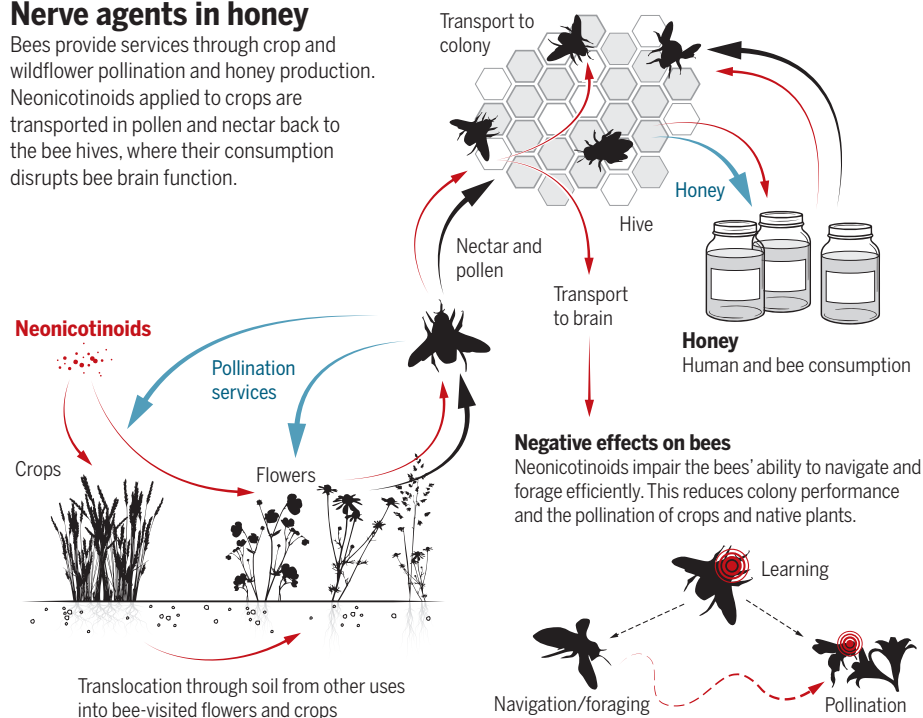 Nerve agents in honey
Bees provide services through crop and
wildflower pollination and honey production.
Neonicotinoids applied to crops are
transported in pollen and nectar back to
the bee hives, where their consumption
disrupts bee brain function.
Transport to
colony
Honey
Hive
Nectar and
pollen
Transport
to brain
Honey
Human and bee consumption
Neonicotinoids
Pollination
services
Crops
Flowers
Translocation through soil from other uses
into bee-visited flowers and crops
Negative effects on bees
Neonicotinoids impair the bees’ ability to navigate and
forage efficiently. This reduces colony performance
and the pollination of crops and native plants.
Learning
Navigation/foraging
Pollination